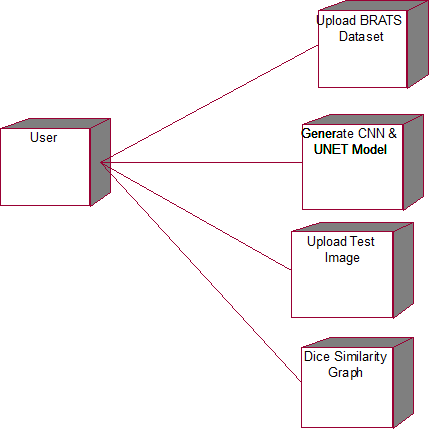 Upload BRATS
Dataset
User
Generate CNN &
UNET Model
Upload Test
Image
Dice Similarity
Graph